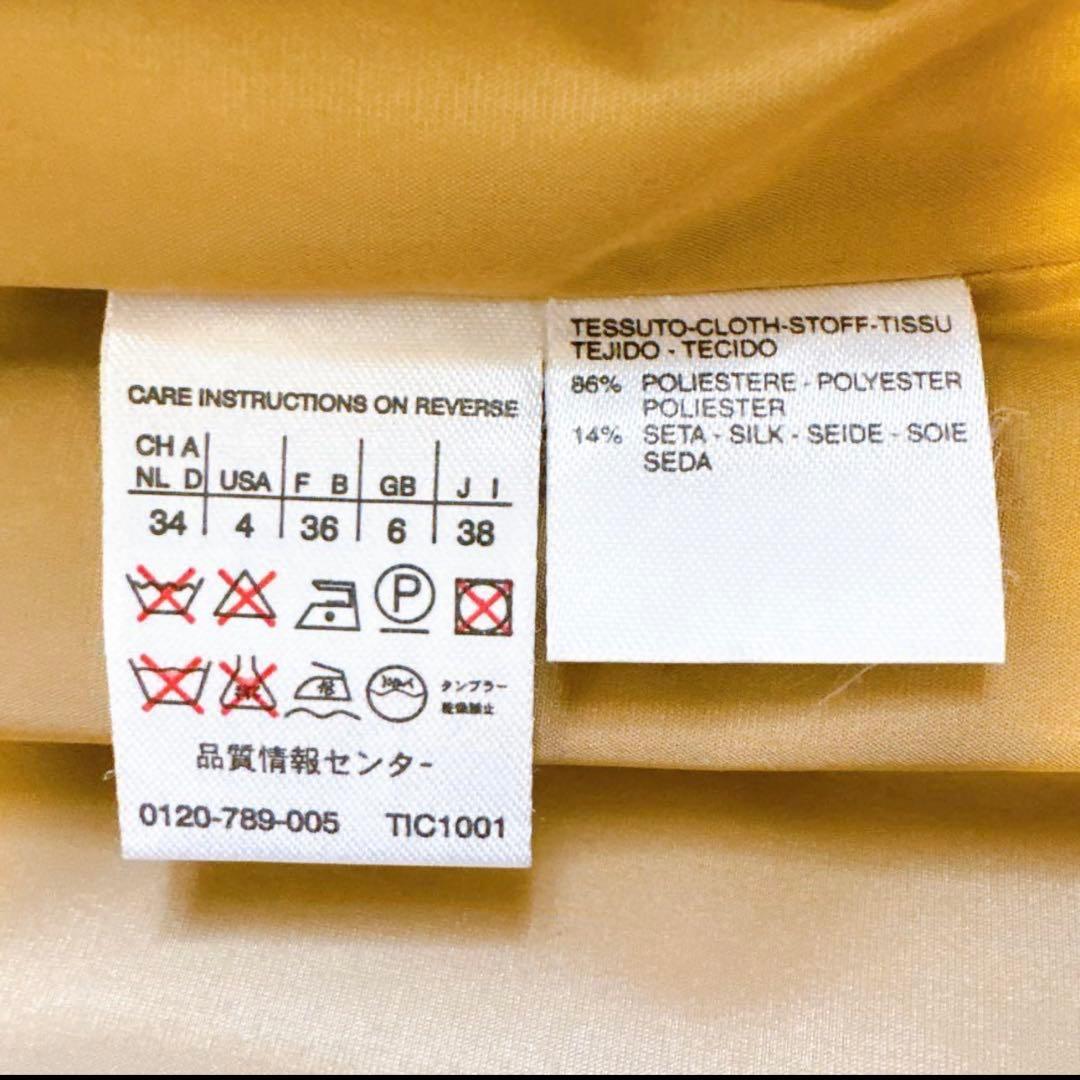 CARE INSTRUCTIONS ON REVERSE
CH A
NL D USA F B GB J I
34 4 36 6 38
P
タンブラー
乾燥禁止
品質情報センター
0120-789-005 TIC1001
TESSUTO-CLOTH-STOFF-TISSU
TEJIDO - TECIDO
86% POLIESTERE - POLYESTER
POLIESTER
14% SETA - SILK - SEIDE - SOIE
SEDA